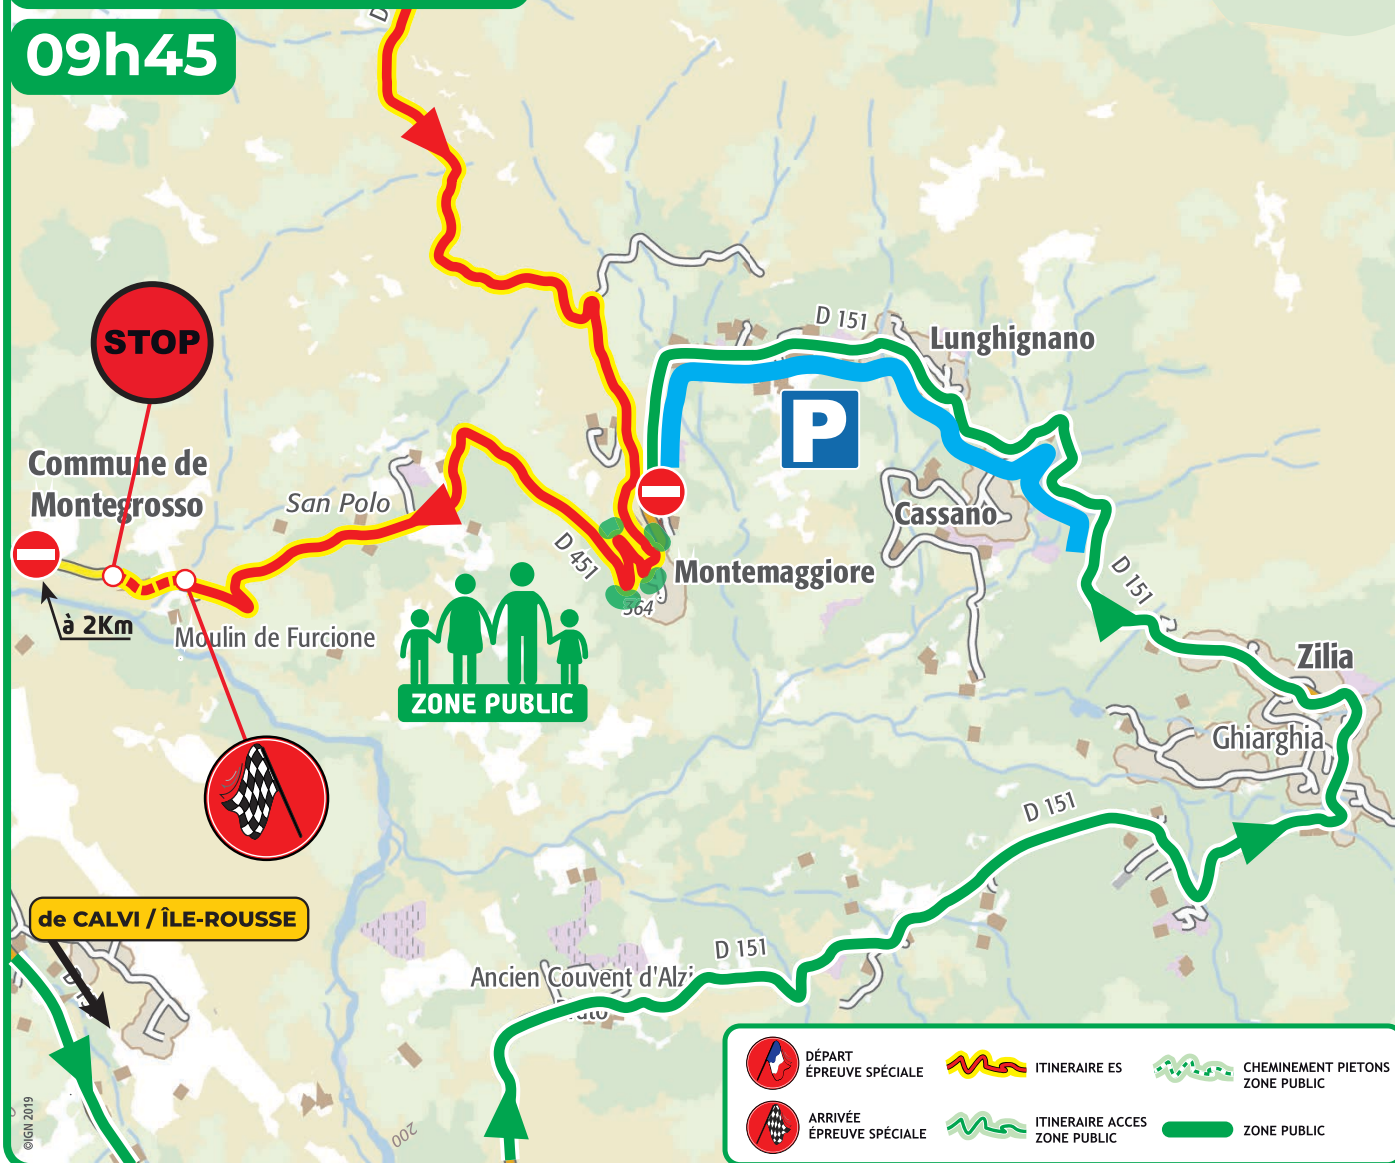 09h45
STOP
Commune de
Montegrosso
San Polo
à 2Km
Moulin de Furcione
D 451
ZONE PUBLIC
364
Montemaggiore
P
D 151
Lunghignano
Cassano
D 151
Zilia
Ghiarghia
D 151
de CALVI / ÎLE-ROUSSE
D 151
Ancien Couvent d'Alzi
200
©IGN 2019
DÉPART
ÉPREUVE SPÉCIALE
ITINERAIRE ES
CHEMINEMENT PIETONS
ZONE PUBLIC
ARRIVÉE
ÉPREUVE SPÉCIALE
ITINERAIRE ACCES
ZONE PUBLIC
ZONE PUBLIC